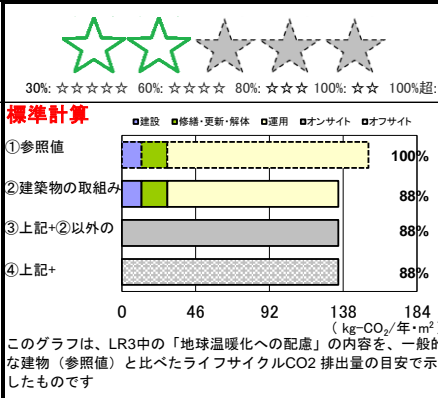 30%: ☆☆☆☆☆ 60%: ☆☆☆☆ 80%: ☆☆☆ 100%: ☆☆ 100%超:
標準計算
■建設 ■修繕・更新・解体 □運用 ■オンサイト ■オフサイト
①参照値 100%
②建築物の取組み 88%
③上記+②以外の 88%
④上記+ 88%
0 46 92 138 184
( kg-CO₂/年・m²)
このグラフは、LR3中の「地球温暖化への配慮」の内容を、一般的
な建物（参照値）と比べたライフサイクルCO2 排出量の目安で示
したものです